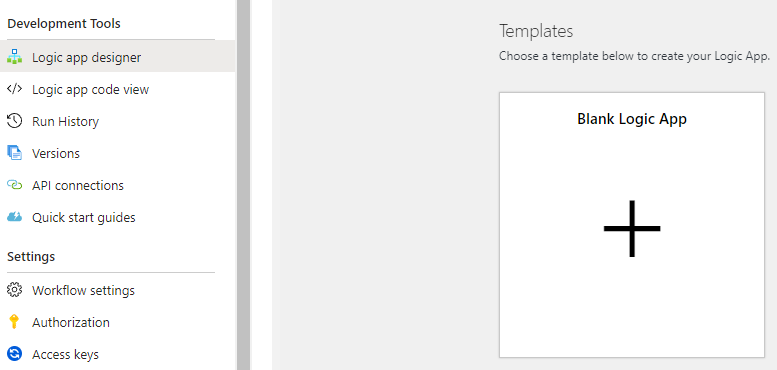 Development Tools
Logic app designer
Logic app code view
Run History
Versions
API connections
Quick start guides
Settings
Workflow settings
Authorization
Access keys
Templates
Choose a template below to create your Logic App.
Blank Logic App